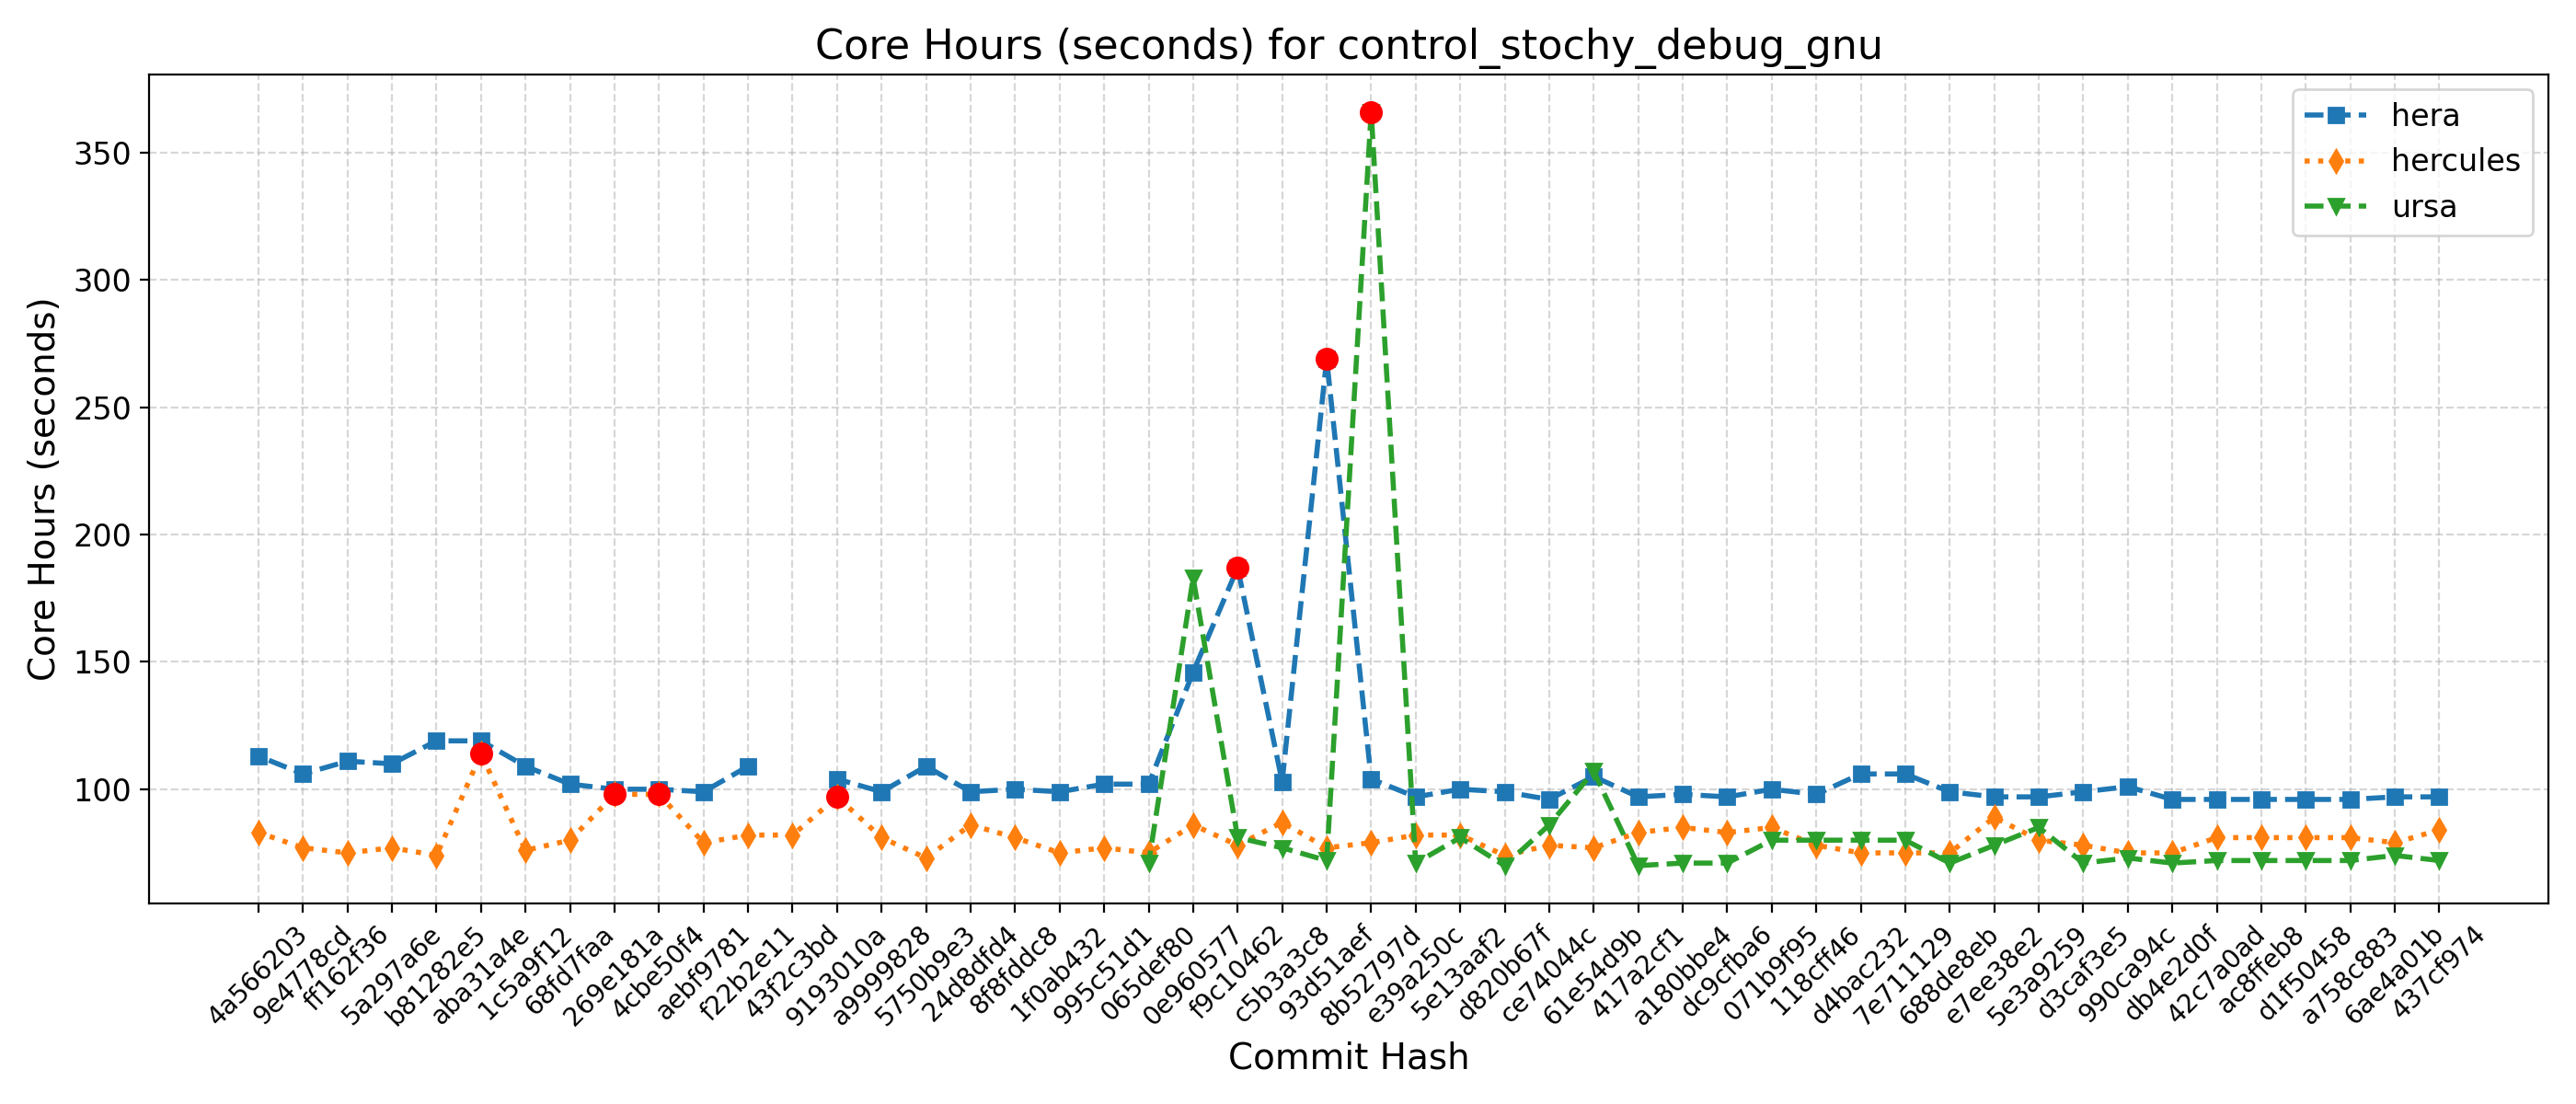 Core Hours (seconds) for control_stochy_debug_gnu
hera
hercules
ursa
Core Hours (seconds)
350
300
250
200
150
100
4a566203
9e4778cd
ff162f36
5a297a6e
b81282e5
aba31a4e
1c5a9f12
68fd7faa
269e181a
4cbe50f4
aebf9781
f22b2e11
43f2c3bd
9193010a
a9999828
5750b9e3
24d8dfd4
8f8fddc8
1f0ab432
995c51d1
065def80
0e960577
f9c10462
c5b3a3c8
93d51aef
8b52797d
e39a250c
5e13aaf2
d820b67f
ce74044c
61e54d9b
417a2cf1
a180bbe4
dc9cfba6
071b9f95
118cff46
d4bac232
7e711129
688de8eb
e7ee38e2
5e3a9259
d3caf3e5
990ca94c
db4e2d0f
42c7a0ad
ac8ffeb8
d1f50458
a758c883
6ae4a01b
437cf974
Commit Hash